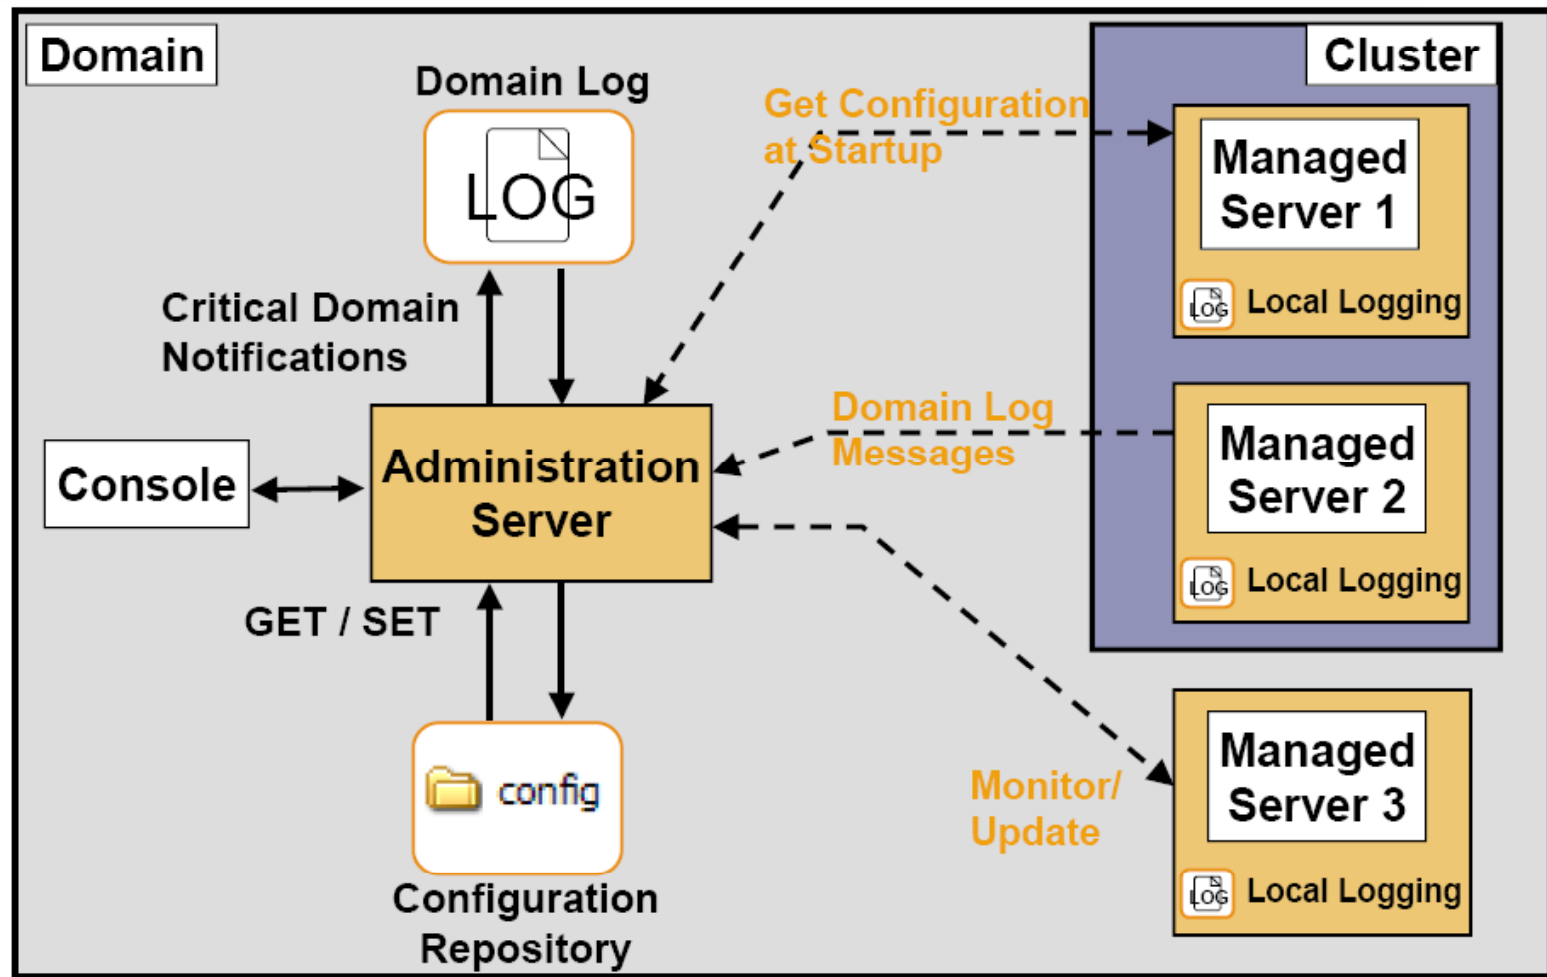 Domain
Domain Log
LOG
Critical Domain
Notifications
Console
Administration
Server
GET / SET
config
Configuration
Repository
Get Configuration
at Startup
Domain Log
Messages
Monitor/
Update
Cluster
Managed
Server 1
LOG
Local Logging
Managed
Server 2
LOG
Local Logging
Managed
Server 3
LOG
Local Logging